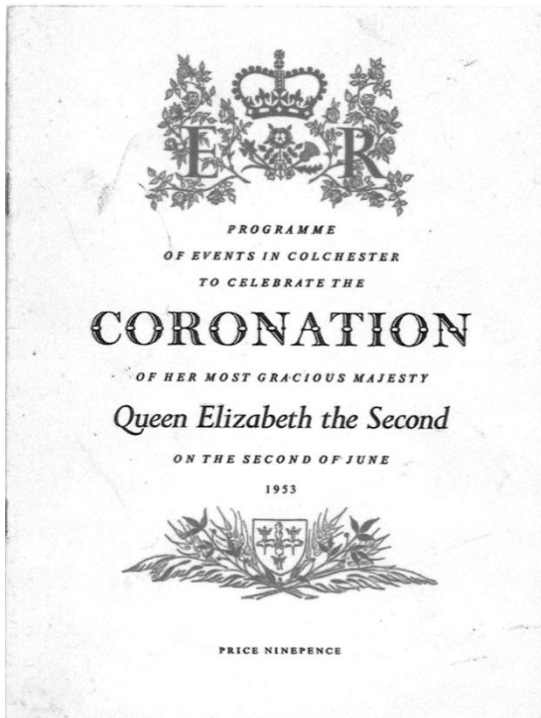 E R
PROGRAMME
OF EVENTS IN COLCHESTER
TO CELEBRATE THE
CORONATION
OF HER MOST GRACIOUS MAJESTY
Queen Elizabeth the Second
ON THE SECOND OF JUNE
1953
PRICE NINEPENCE